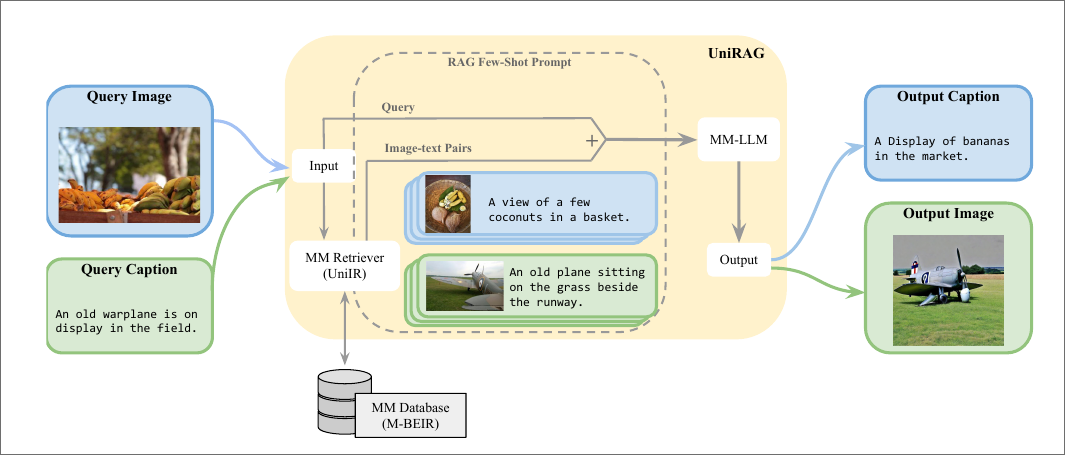 UniRAG
RAG Few-Shot Prompt
Query Image
Query
Image-text Pairs
+
Input
MM-LLM
Output Caption
A Display of bananas
in the market.
A view of a few
coconuts in a basket.
MM Retriever
(UniIR)
Output
Output Image
Query Caption
An old warplane is on
display in the field.
An old plane sitting
on the grass beside
the runway.
MM Database
(M-BEIR)